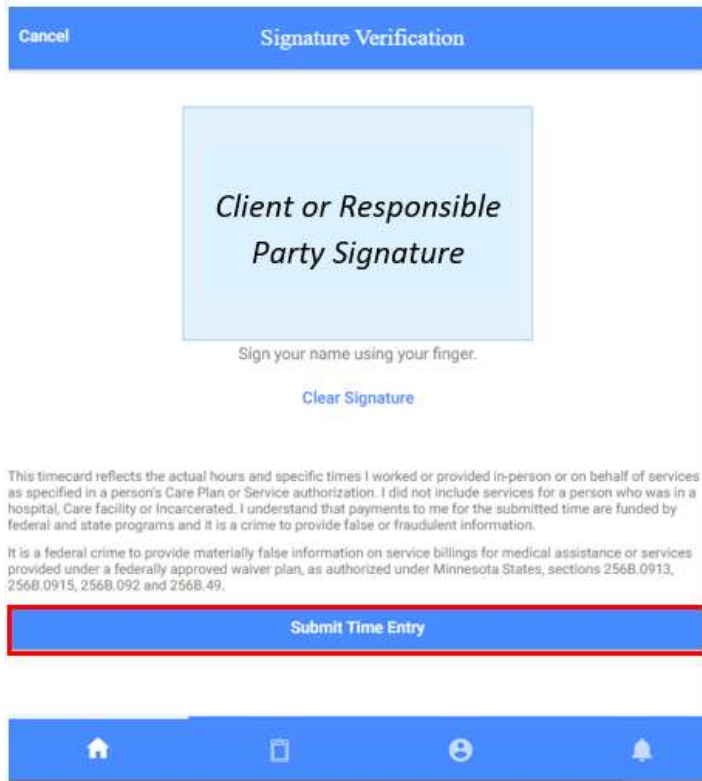 Cancel
Signature Verification
Client or Responsible
Party Signature
Sign your name using your finger.
Clear Signature
This timecard reflects the actual hours and specific times I worked or provided in-person or on behalf of services
as specified in a person's Care Plan or Service authorization. I did not include services for a person who was in a
hospital, Care facility or Incarcerated. I understand that payments to me for the submitted time are funded by
federal and state programs and it is a crime to provide false or fraudulent information.
It is a federal crime to provide materially false information on service billings for medical assistance or services
provided under a federally approved waiver plan, as authorized under Minnesota States, sections 256B.0913,
256B.0915, 256B.092 and 256B.49.
Submit Time Entry